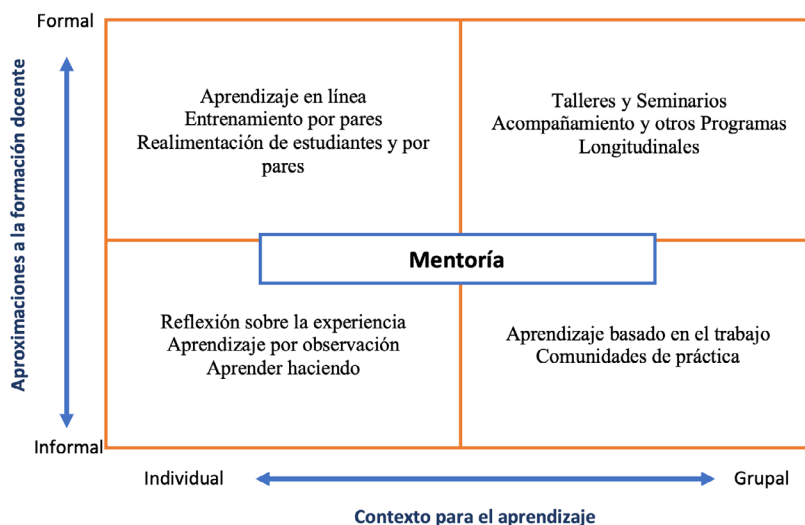 Formal
Aprendizaje en línea
Entrenamiento por pares
Realimentación de estudiantes y por
pares
Talleres y Seminarios
Acompañamiento y otros Programas
Longitudinales
Aproximaciones a la formación docente
Mentoría
Reflexión sobre la experiencia
Aprendizaje por observación
Aprender haciendo
Aprendizaje basado en el trabajo
Comunidades de práctica
Informal
Individual
Grupal
Contexto para el aprendizaje